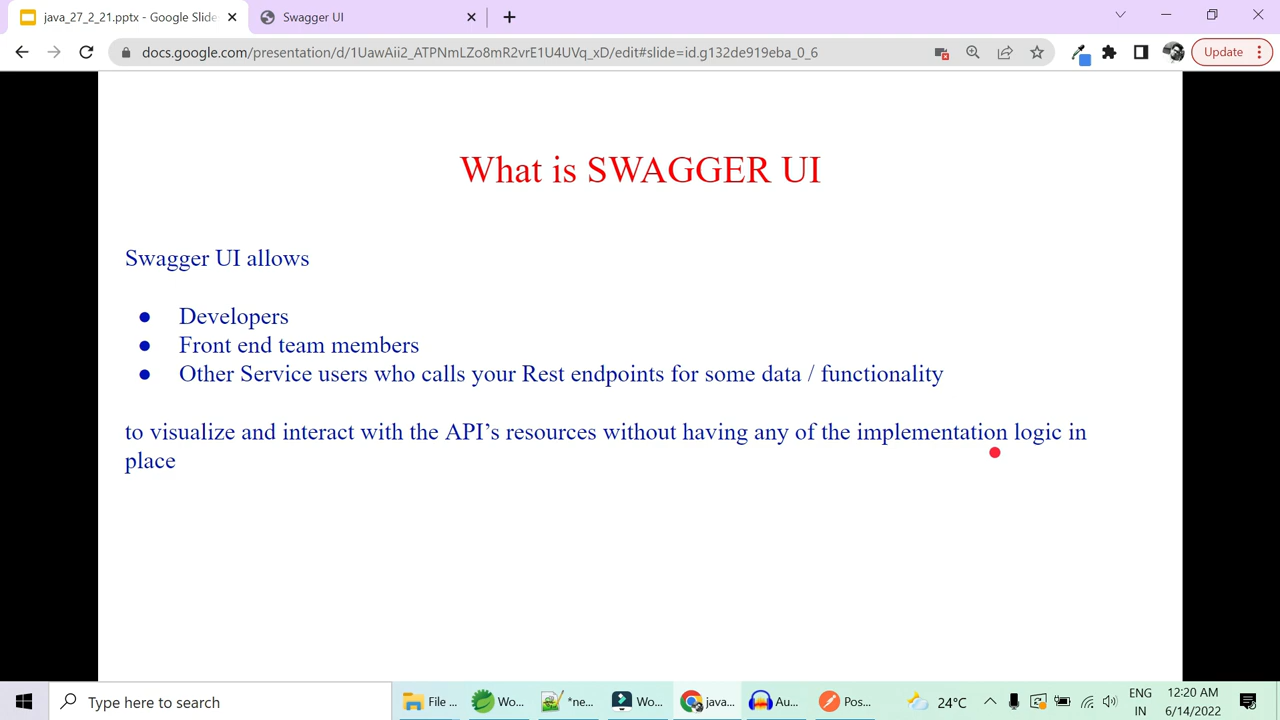 java_27_2_21.pptx - Google Slide
Swagger UI
docs.google.com/presentation/d/1UawAii2_ATPNmLZo8mR2vrE1U4UVq_xD/edit#slide=id.g132de919eba_0_6
Update
What is SWAGGER UI
Swagger UI allows
● Developers
● Front end team members
● Other Service users who calls your Rest endpoints for some data / functionality
to visualize and interact with the API’s resources without having any of the implementation logic in
place
Type here to search
File ...
Wo...
*ne...
Wo...
java...
Au...
Pos...
24°C
ENG
IN
12:20 AM
6/14/2022